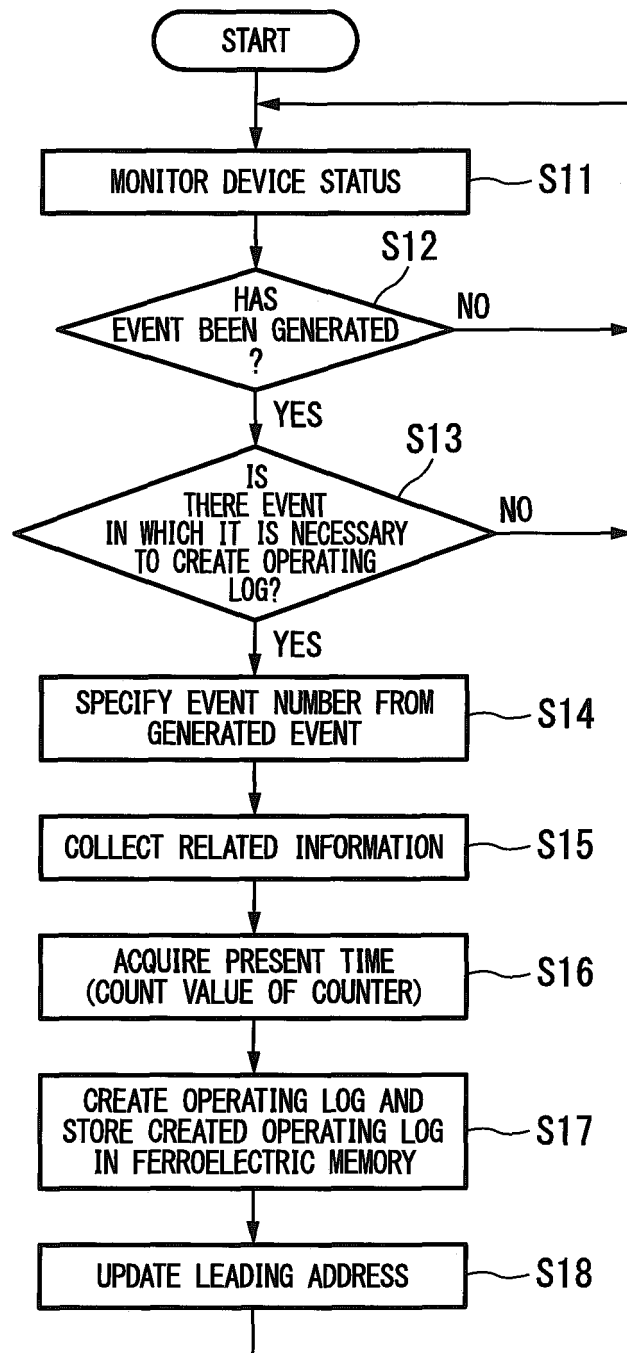 START
MONITOR DEVICE STATUS
S11
S12
HAS
EVENT BEEN GENERATED
?
NO
YES
S13
IS
THERE EVENT
IN WHICH IT IS NECESSARY
TO CREATE OPERATING
LOG?
NO
YES
SPECIFY EVENT NUMBER FROM
GENERATED EVENT
S14
COLLECT RELATED INFORMATION
S15
ACQUIRE PRESENT TIME
(COUNT VALUE OF COUNTER)
S16
CREATE OPERATING LOG AND
STORE CREATED OPERATING LOG
IN FERROELECTRIC MEMORY
S17
UPDATE LEADING ADDRESS
S18